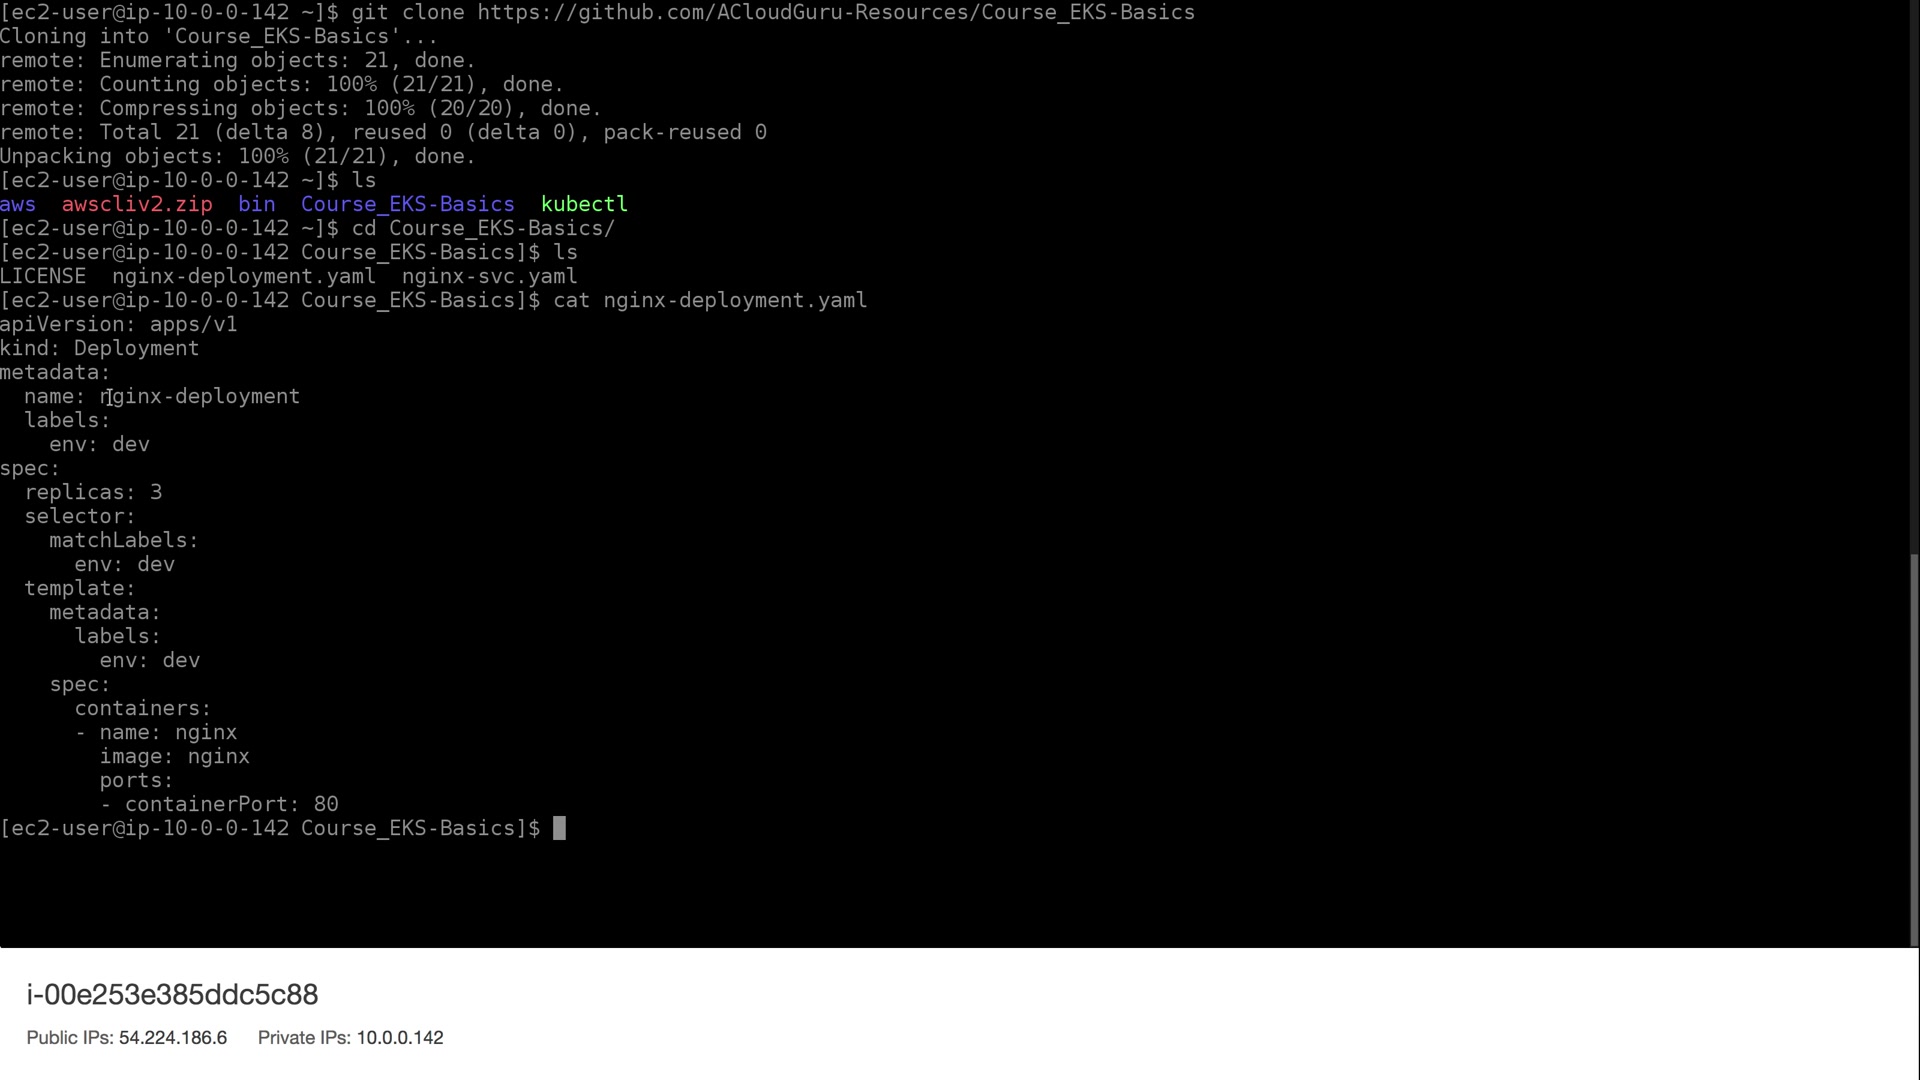 [ec2-user@ip-10-0-0-142 ~]$ git clone https://github.com/ACloudGuru-Resources/Course_EKS-Basics
Cloning into 'Course_EKS-Basics'...
remote: Enumerating objects: 21, done.
remote: Counting objects: 100% (21/21), done.
remote: Compressing objects: 100% (20/20), done.
remote: Total 21 (delta 8), reused 0 (delta 0), pack-reused 0
Unpacking objects: 100% (21/21), done.
[ec2-user@ip-10-0-0-142 ~]$ ls
aws  awscliv2.zip  bin  Course_EKS-Basics  kubectl
[ec2-user@ip-10-0-0-142 ~]$ cd Course_EKS-Basics/
[ec2-user@ip-10-0-0-142 Course_EKS-Basics]$ ls
LICENSE  nginx-deployment.yaml  nginx-svc.yaml
[ec2-user@ip-10-0-0-142 Course_EKS-Basics]$ cat nginx-deployment.yaml
apiVersion: apps/v1
kind: Deployment
metadata:
  name: nginx-deployment
  labels:
    env: dev
spec:
  replicas: 3
  selector:
    matchLabels:
      env: dev
  template:
    metadata:
      labels:
        env: dev
    spec:
      containers:
      - name: nginx
        image: nginx
        ports:
        - containerPort: 80
[ec2-user@ip-10-0-0-142 Course_EKS-Basics]$
i-00e253e385ddc5c88
Public IPs: 54.224.186.6  Private IPs: 10.0.0.142